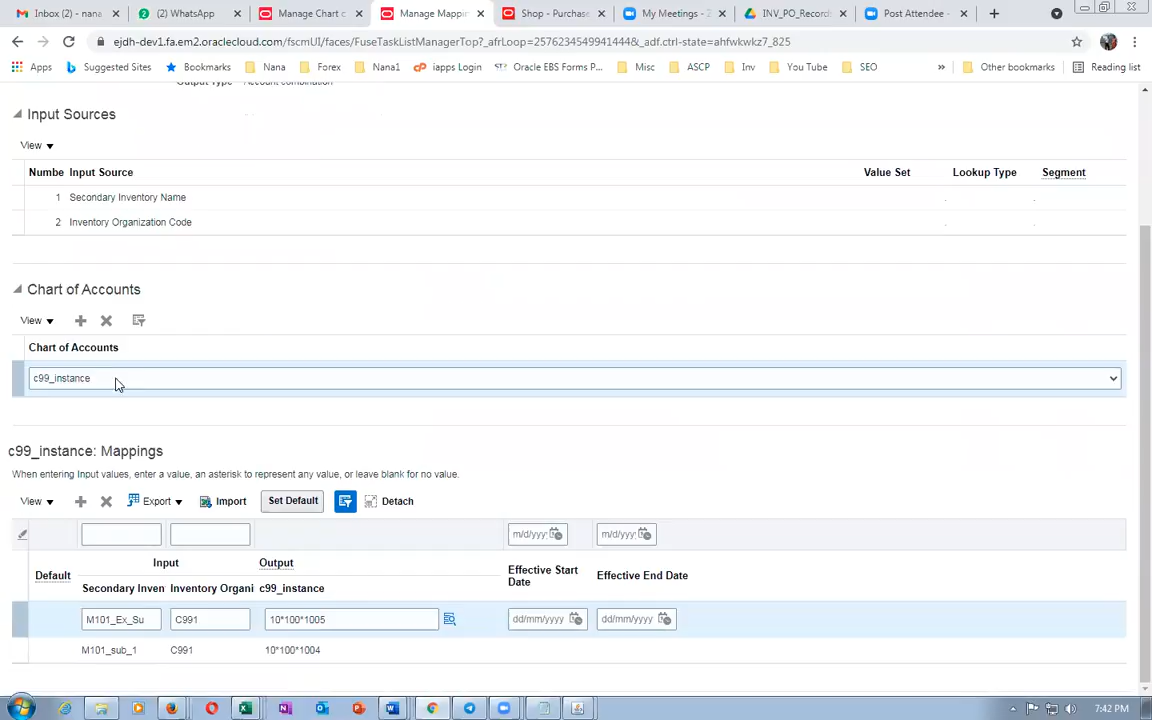 Inbox (2) - nana
(2) WhatsApp
Manage Chart c
Manage Mappin
Shop - Purchase
My Meetings - Z
INV_PO_Record
Post Attendee -
ejdh-dev1.fa.em2.oraclecloud.com/fscmUI/faces/FuseTaskListManagerTop?_afrLoop=2576234549941444&_adf.ctrl-state=ahfwkwkz7_825
Apps
Suggested Sites
Bookmarks
Nana
Forex
Nana1
iapps Login
Oracle EBS Forms P...
Misc
ASCP
Inv
You Tube
SEO
»
Other bookmarks
Reading list
Output Type Account combination
Input Sources
View
Numbe Input Source Value Set Lookup Type Segment
1 Secondary Inventory Name
2 Inventory Organization Code
Chart of Accounts
View
Chart of Accounts
c99_instance
c99_instance: Mappings
When entering Input values, enter a value, an asterisk to represent any value, or leave blank for no value.
View Export Import Set Default Detach
m/d/yyy m/d/yyy
Default Input Output Effective Start Date Effective End Date
Secondary Inven Inventory Organi c99_instance
M101_Ex_Su C991 10*100*1005 dd/mm/yyyy dd/mm/yyyy
M101_sub_1 C991 10*100*1004
7:42 PM